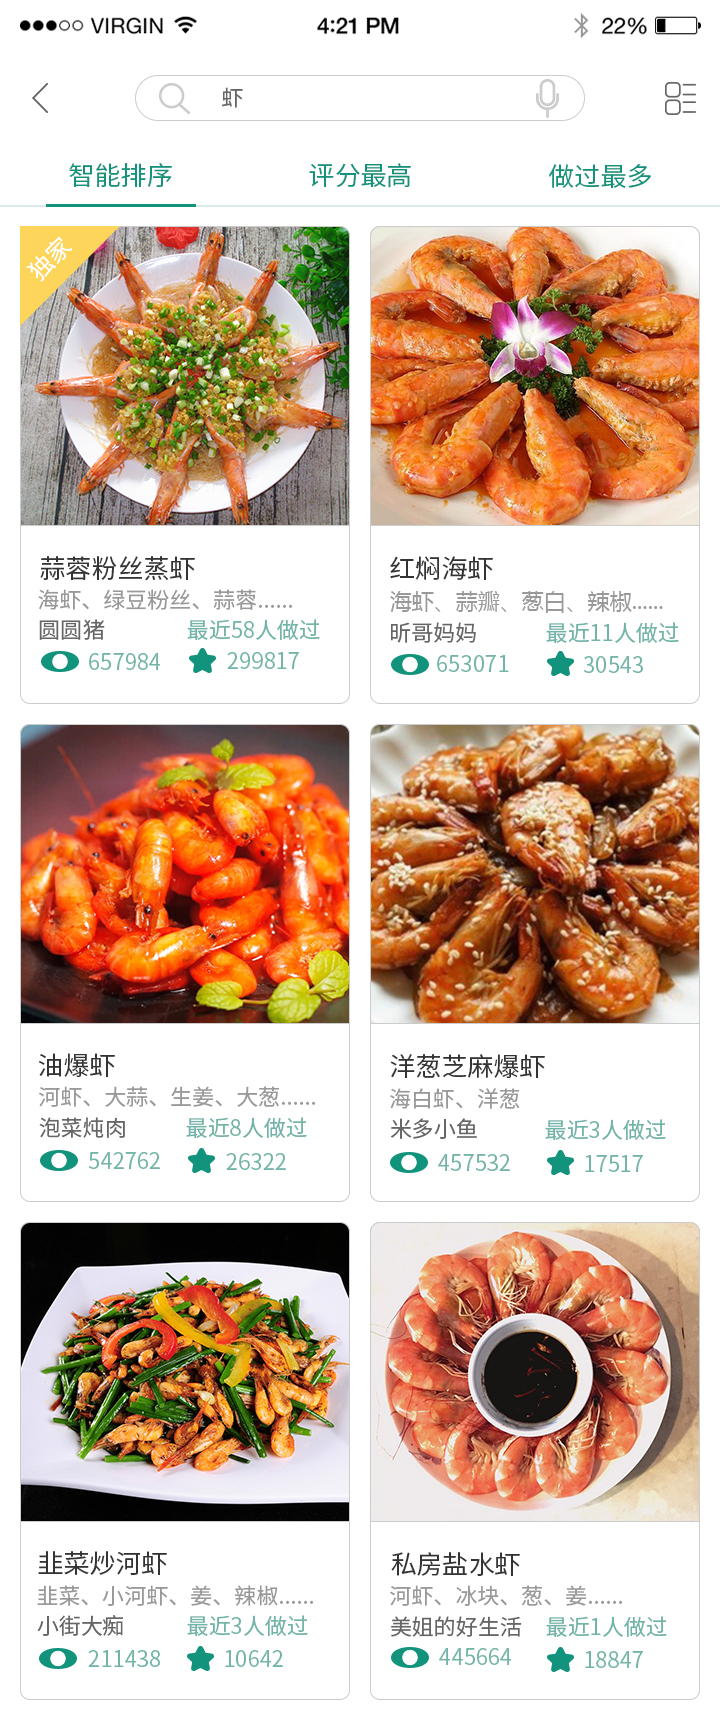 VIRGIN 4:21 PM 22%
虾
智能排序 评分最高 做过最多
独家
蒜蓉粉丝蒸虾
海虾、绿豆粉丝、蒜蓉......
圆圆猪 最近58人做过
657984 299817
红焖海虾
海虾、蒜瓣、葱白、辣椒......
昕哥妈妈 最近11人做过
653071 30543
油爆虾
河虾、大蒜、生姜、大葱......
泡菜炖肉 最近8人做过
542762 26322
洋葱芝麻爆虾
海白虾、洋葱
米多小鱼 最近3人做过
457532 17517
韭菜炒河虾
韭菜、小河虾、姜、辣椒......
小街大痴 最近3人做过
211438 10642
私房盐水虾
河虾、冰块、葱、姜......
美姐的好生活 最近1人做过
445664 18847